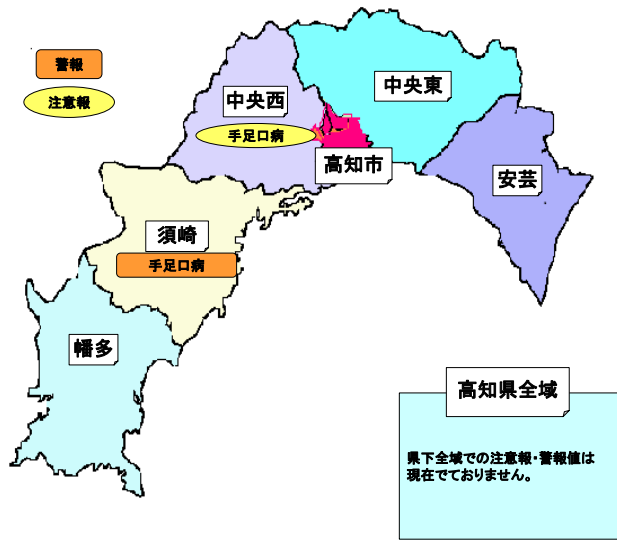 警報
注意報
中央西
手足口病
中央東
高知市
安芸
須崎
手足口病
幡多
高知県全域
県下全域での注意報・警報値は
現在でておりません。